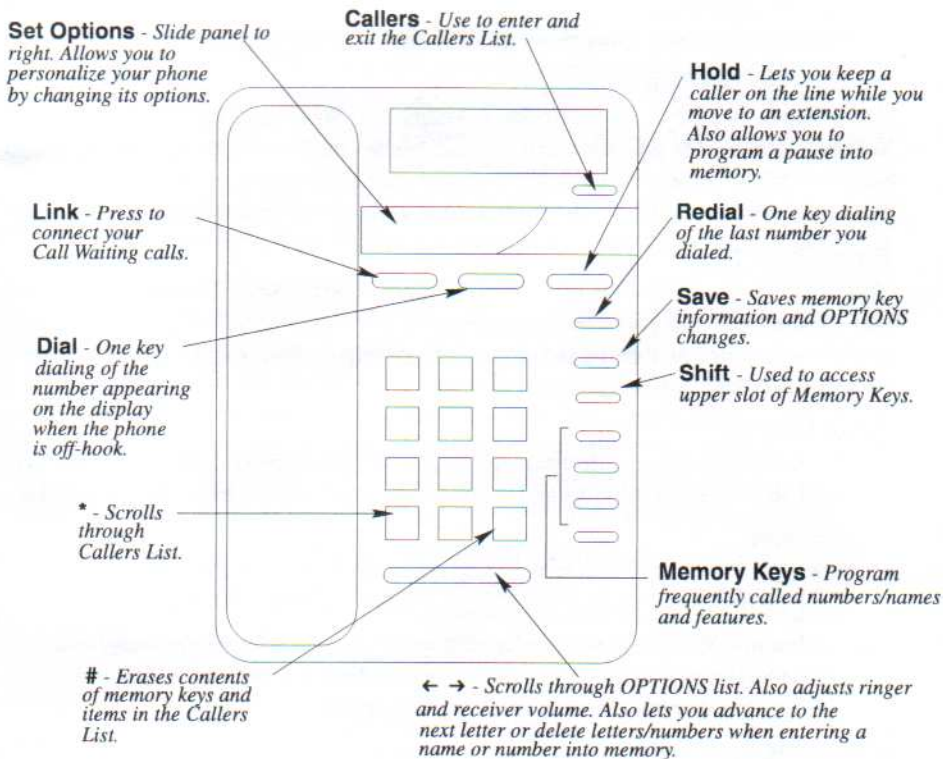 Set Options - Slide panel to
right. Allows you to
personalize your phone
by changing its options.
Callers - Use to enter and
exit the Callers List.
Hold - Lets you keep a
caller on the line while you
move to an extension.
Also allows you to
program a pause into
memory.
Link - Press to
connect your
Call Waiting calls.
Redial - One key dialing
of the last number you
dialed.
Save - Saves memory key
information and OPTIONS
changes.
Dial - One key
dialing of the
number appearing
on the display
when the phone
is off-hook.
Shift - Used to access
upper slot of Memory Keys.
* - Scrolls
through
Callers List.
Memory Keys - Program
frequently called numbers/names
and features.
# - Erases contents
of memory keys and
items in the Callers
List.
← → - Scrolls through OPTIONS list. Also adjusts ringer
and receiver volume. Also lets you advance to the
next letter or delete letters/numbers when entering a
name or number into memory.